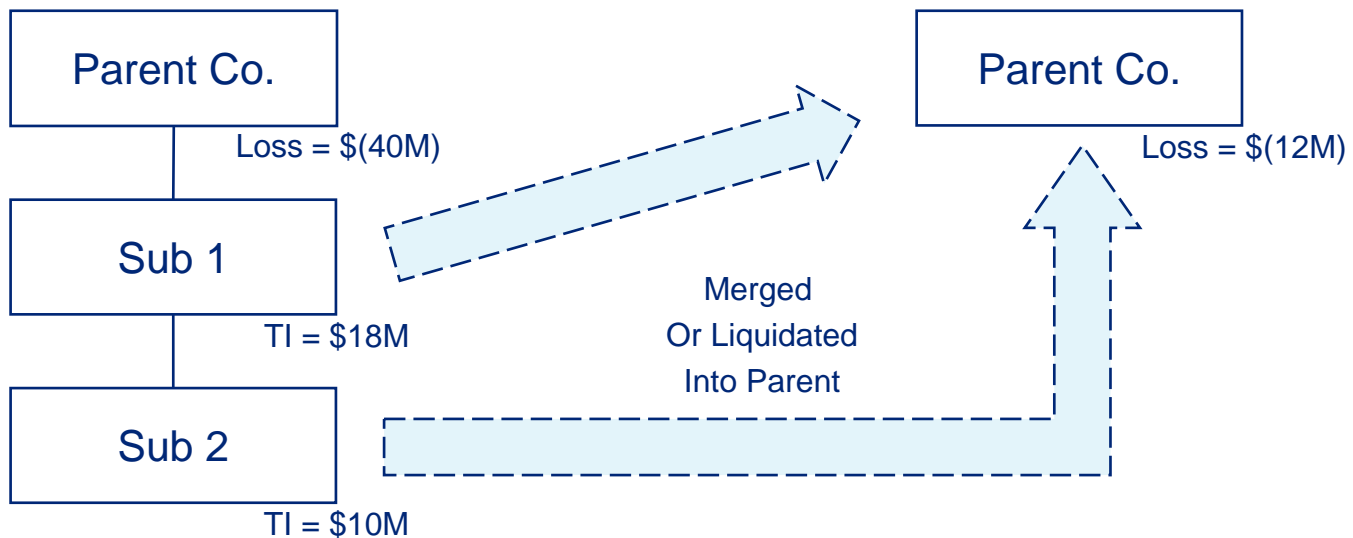 Parent Co.
Loss = $(40M)
Sub 1
TI = $18M
Sub 2
TI = $10M
Merged
Or Liquidated
Into Parent
Parent Co.
Loss = $(12M)